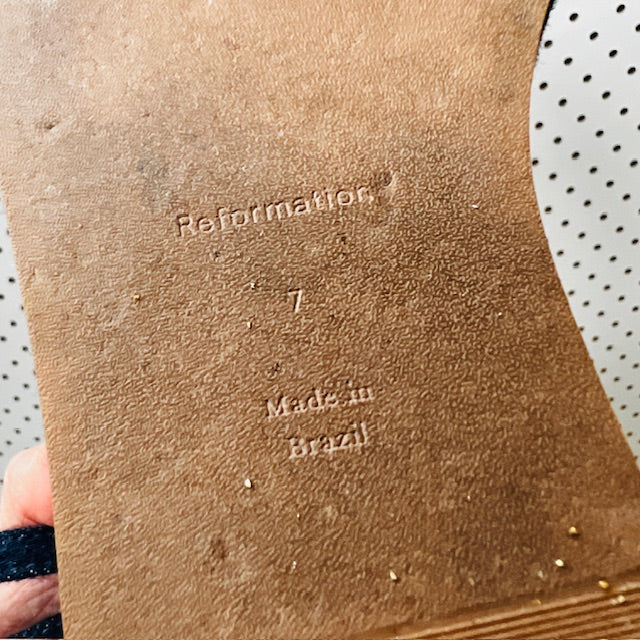 Reformation
7
Made in
Brazil